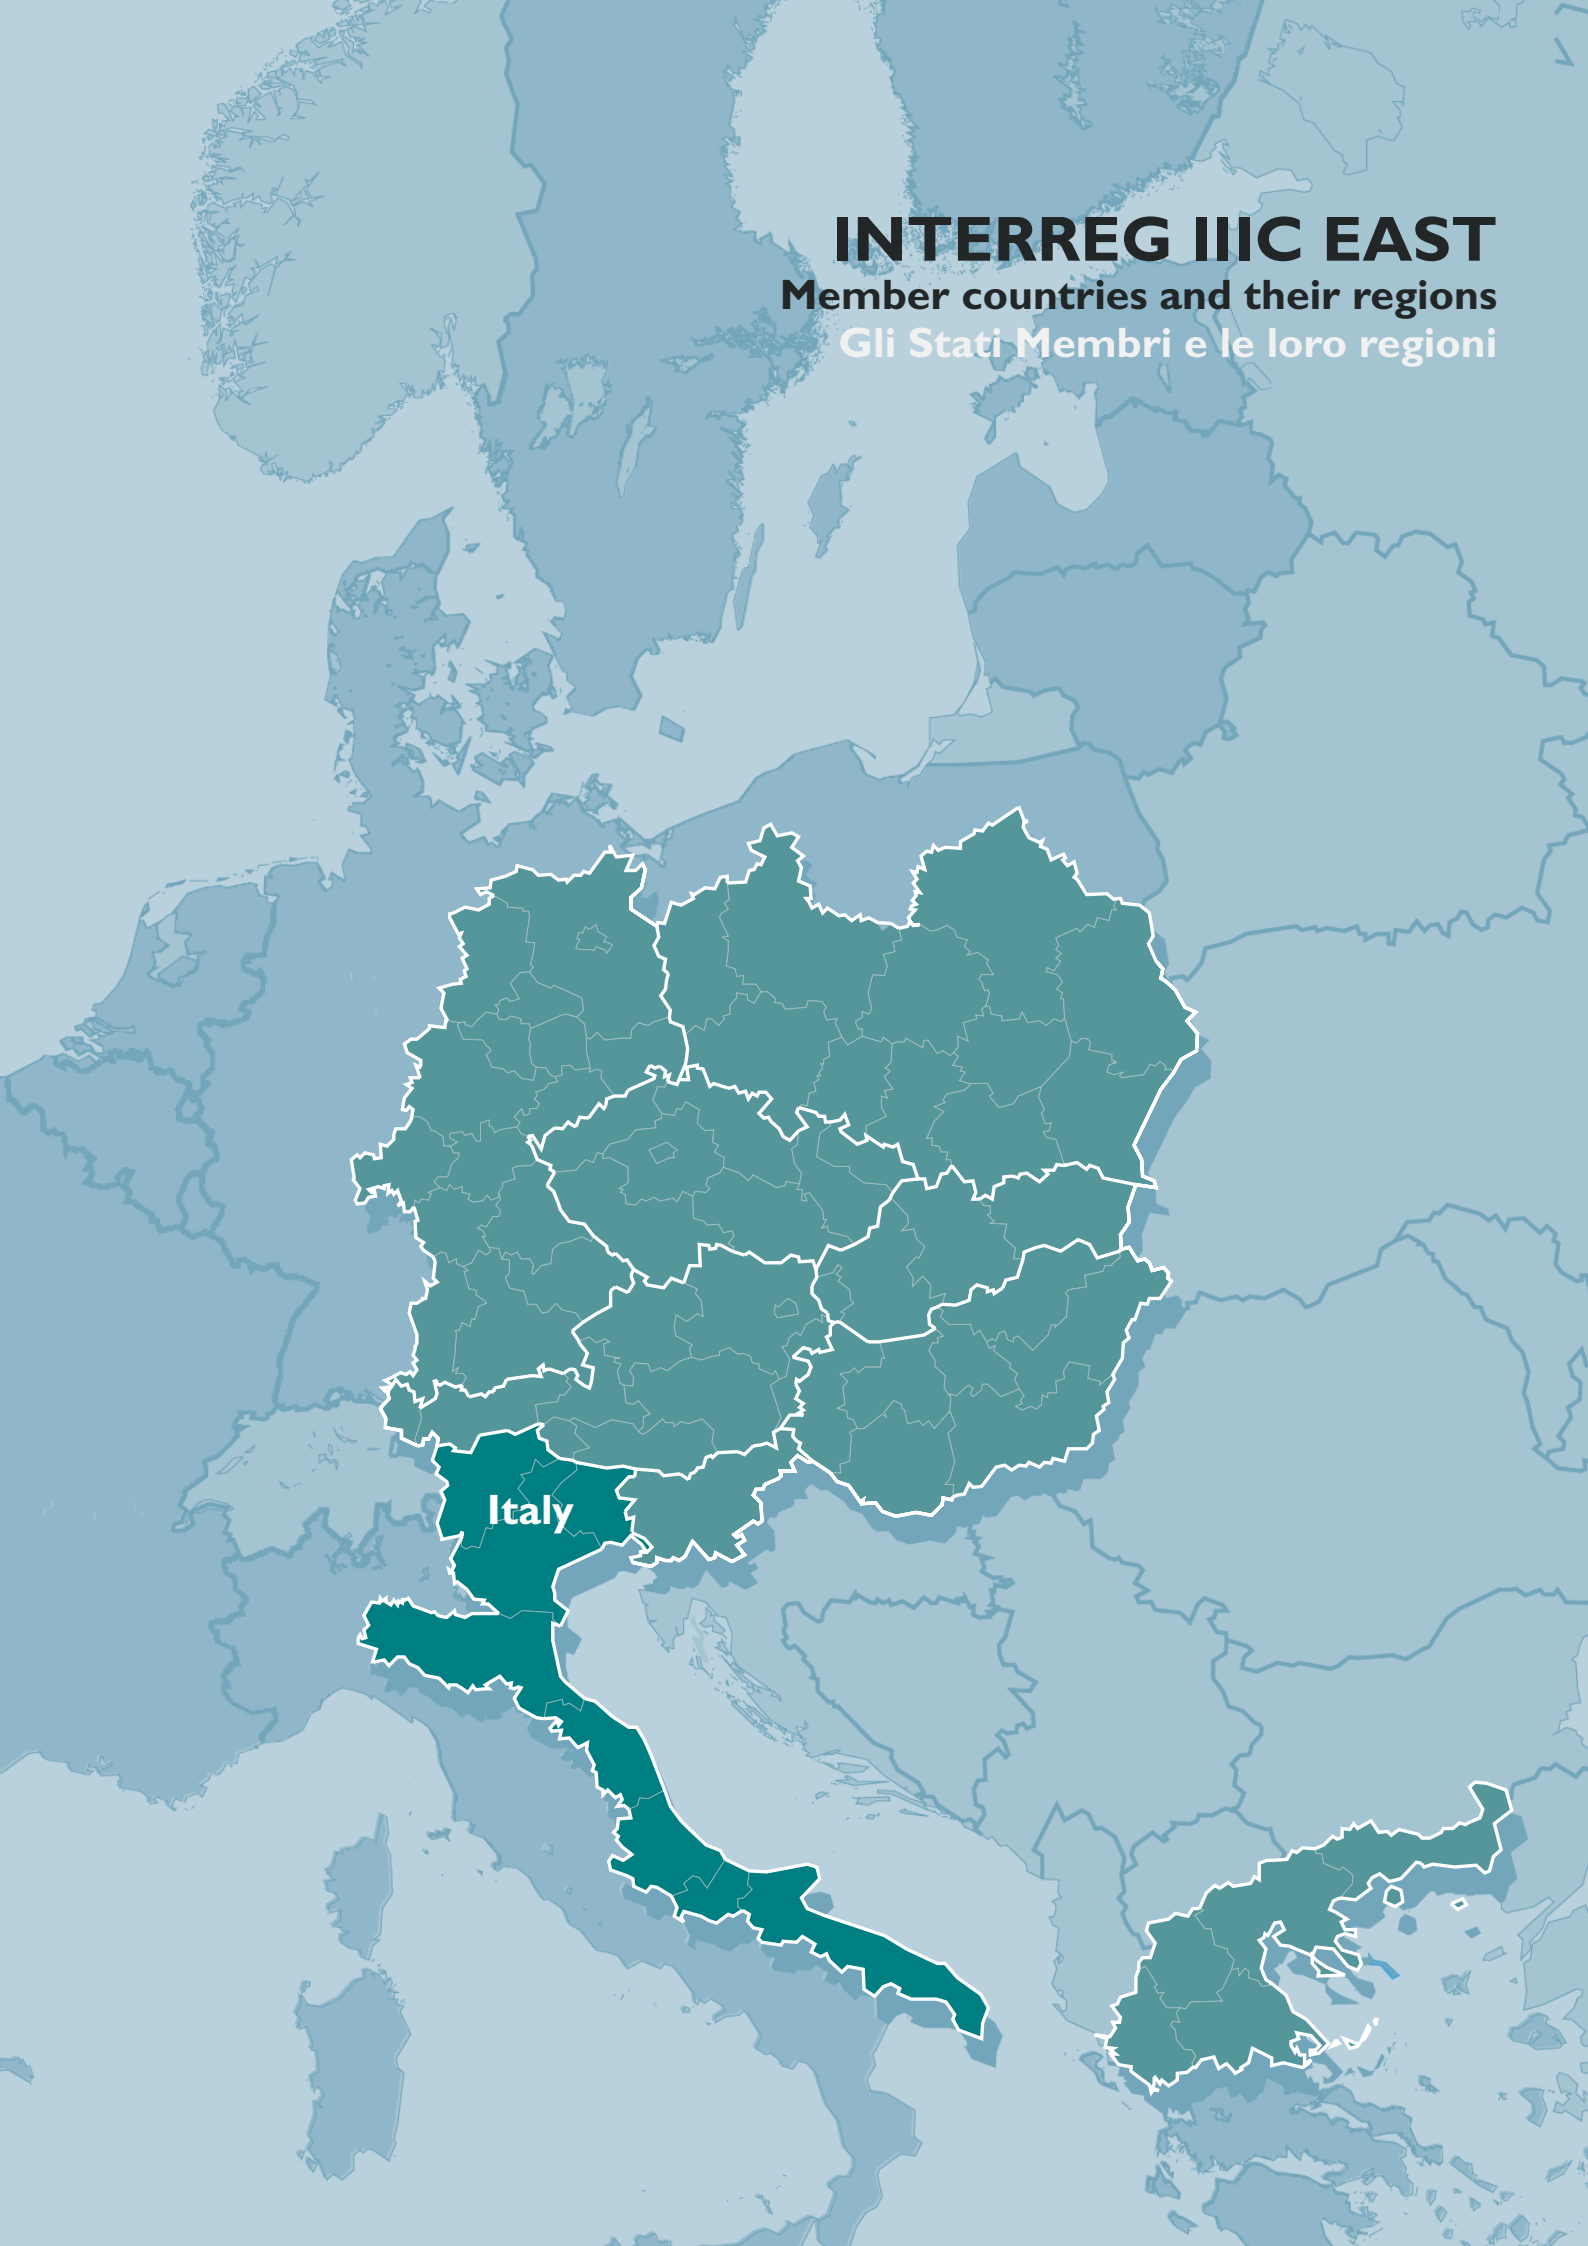 INTERREG IIIC EAST
Member countries and their regions
Gli Stati Membri e le loro regioni
Italy